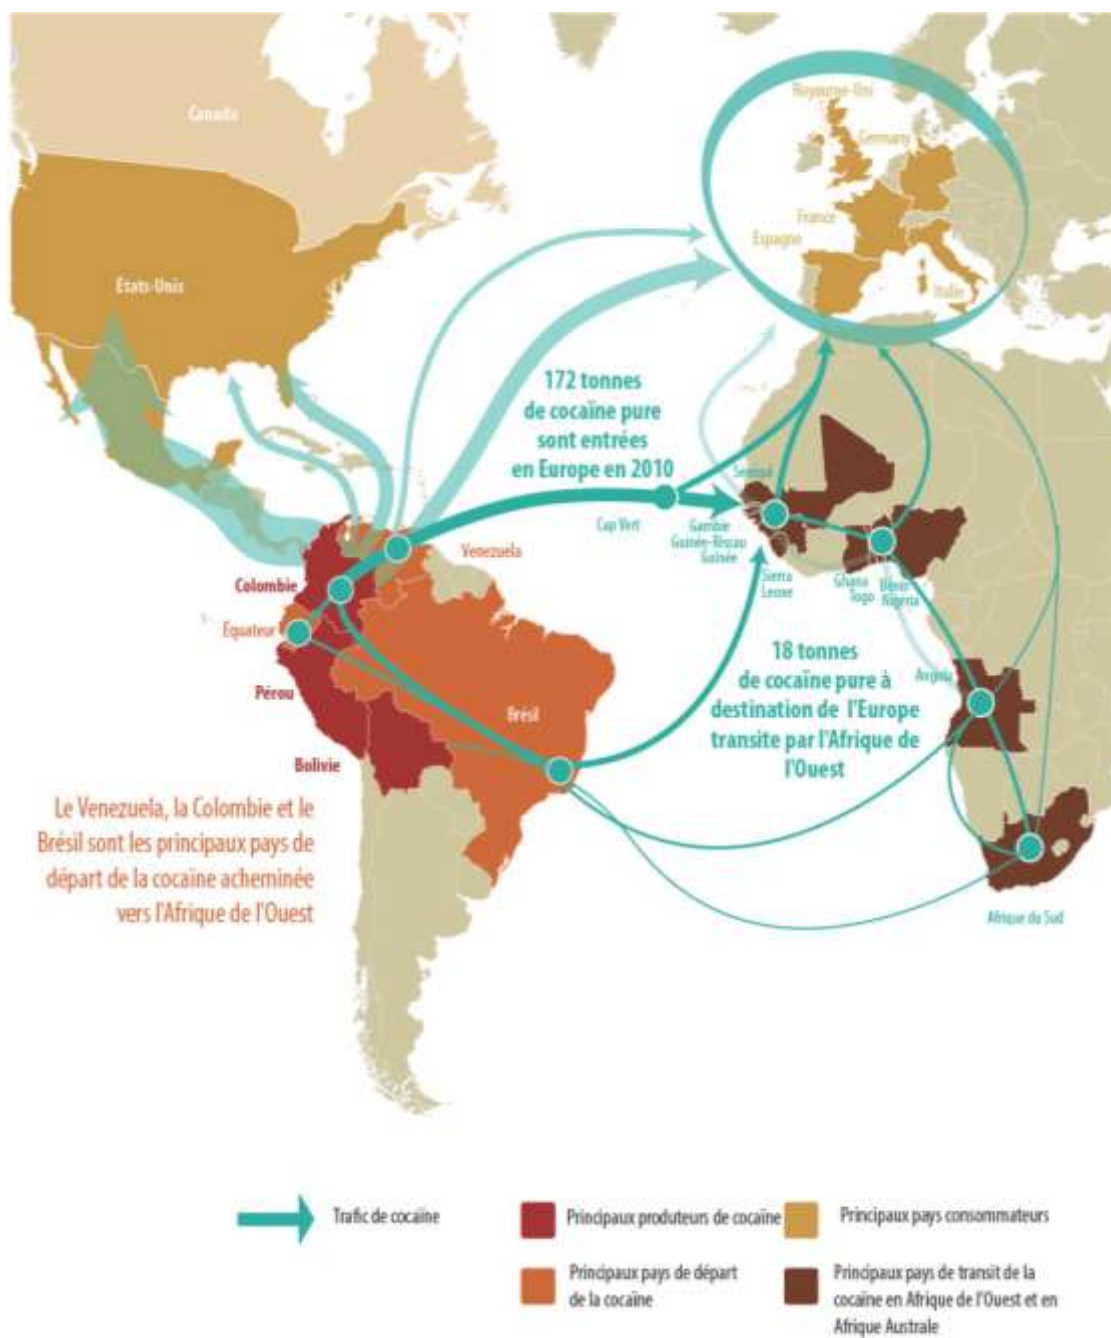 Canada
États-Unis
Royaume-Uni
Germany
France
Espagne
Italie
172 tonnes
de cocaïne pure
sont entrées
en Europe en 2010
Cap Vert
Sénégal
Gambie
Guinée-Bissau
Guinée
Sierra
Leone
Ghana
Togo
Bénin
Nigeria
Venezuela
Colombie
Équateur
Pérou
Brésil
Bolivie
18 tonnes
de cocaïne pure à
destination de l'Europe
transite par l'Afrique de
l'Ouest
Angola
Afrique du Sud
Le Venezuela, la Colombie et le
Brésil sont les principaux pays de
départ de la cocaïne acheminée
vers l'Afrique de l'Ouest
Trafic de cocaïne
Principaux produteurs de cocaïne
Principaux pays consommateurs
Principaux pays de départ
de la cocaïne
Principaux pays de transit de la
cocaïne en Afrique de l'Ouest et en
Afrique Australe